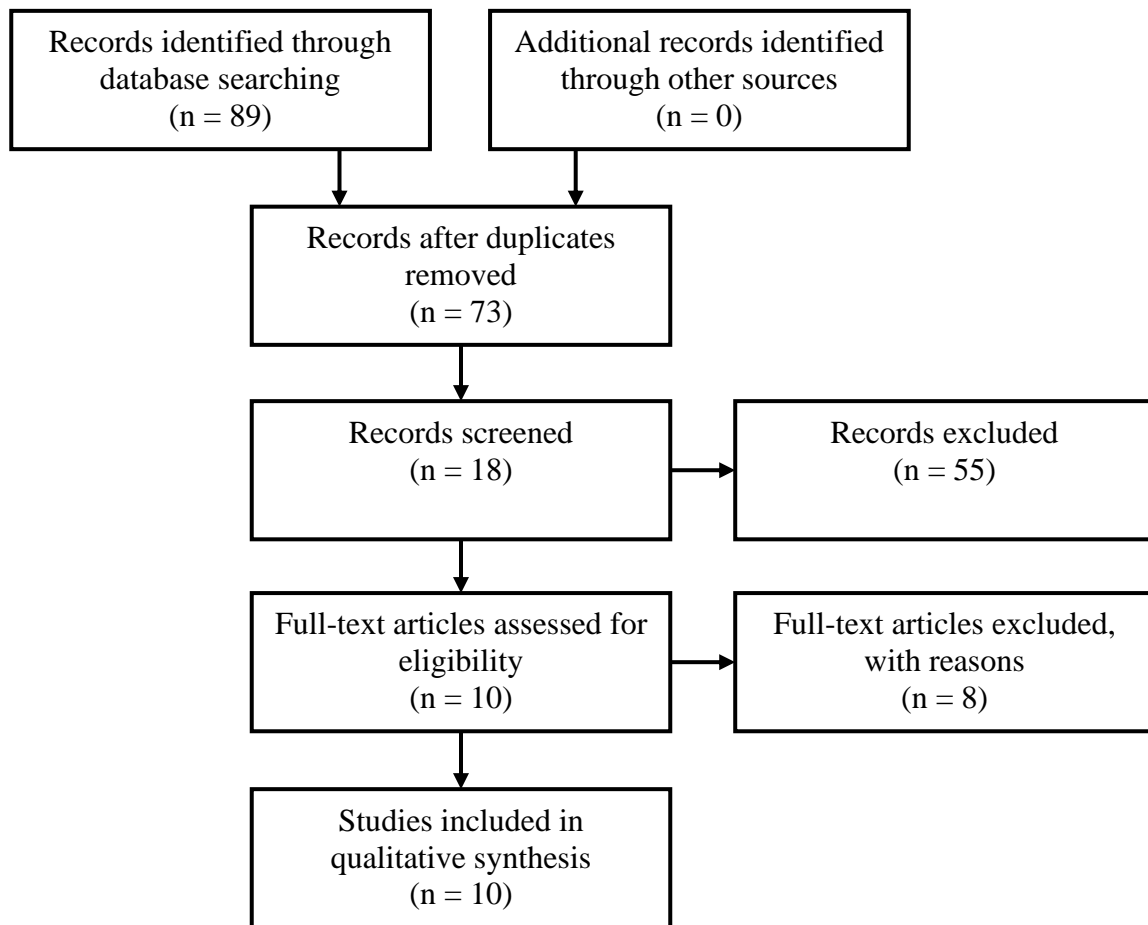 Records identified through
database searching
(n = 89)
Additional records identified
through other sources
(n = 0)
Records after duplicates
removed
(n = 73)
Records screened
(n = 18)
Records excluded
(n = 55)
Full-text articles assessed for
eligibility
(n = 10)
Full-text articles excluded,
with reasons
(n = 8)
Studies included in
qualitative synthesis
(n = 10)